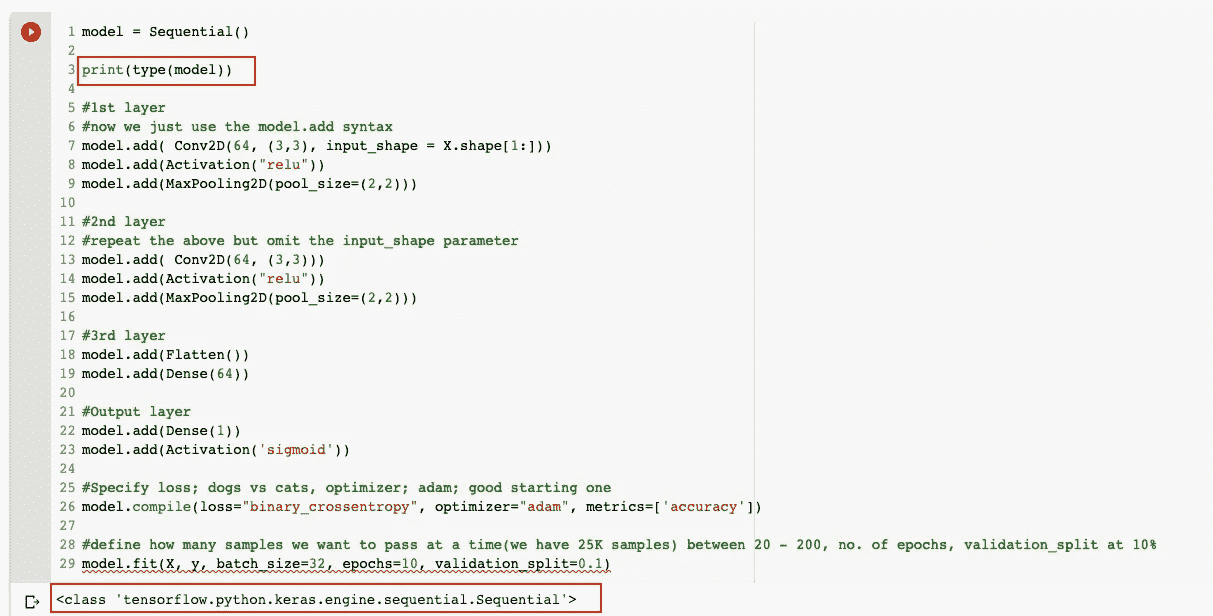 1 model = Sequential()
2
3 print(type(model))
4
5 #1st layer
6 #now we just use the model.add syntax
7 model.add( Conv2D(64, (3,3), input_shape = X.shape[1:]))
8 model.add(Activation("relu"))
9 model.add(MaxPooling2D(pool_size=(2,2)))
10
11 #2nd layer
12 #repeat the above but omit the input_shape parameter
13 model.add( Conv2D(64, (3,3)))
14 model.add(Activation("relu"))
15 model.add(MaxPooling2D(pool_size=(2,2)))
16
17 #3rd layer
18 model.add(Flatten())
19 model.add(Dense(64))
20
21 #Output layer
22 model.add(Dense(1))
23 model.add(Activation('sigmoid'))
24
25 #Specify loss; dogs vs cats, optimizer; adam; good starting one
26 model.compile(loss="binary_crossentropy", optimizer="adam", metrics=['accuracy'])
27
28 #define how many samples we want to pass at a time(we have 25K samples) between 20 - 200, no. of epochs, validation_split at 10%
29 model.fit(X, y, batch_size=32, epochs=10, validation_split=0.1)
<class 'tensorflow.python.keras.engine.sequential.Sequential'>